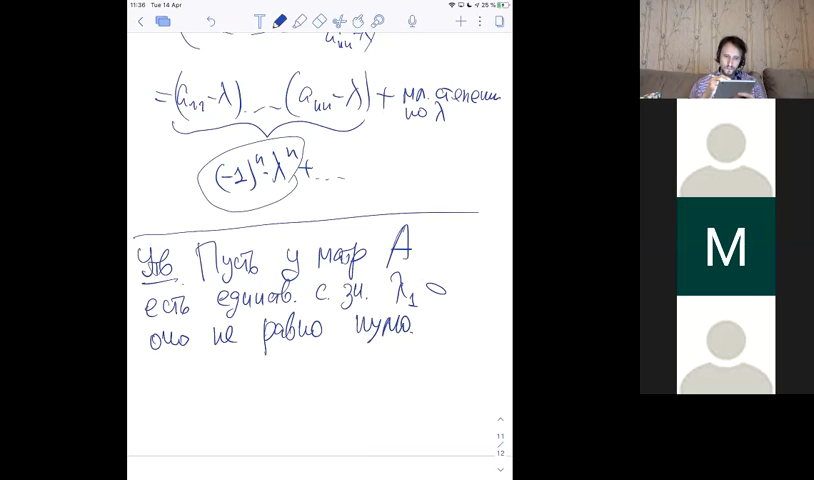 11:36 Tue 14 Apr
25 %
=(a₁₁-λ)·...·(aₙₙ-λ) + мл. степени
по λ
(-1)ⁿ·λⁿ+...
Утв. Пусть у матр A
есть единств. с. зн. λ₁
оно не равно нулю.
M
11
/
12